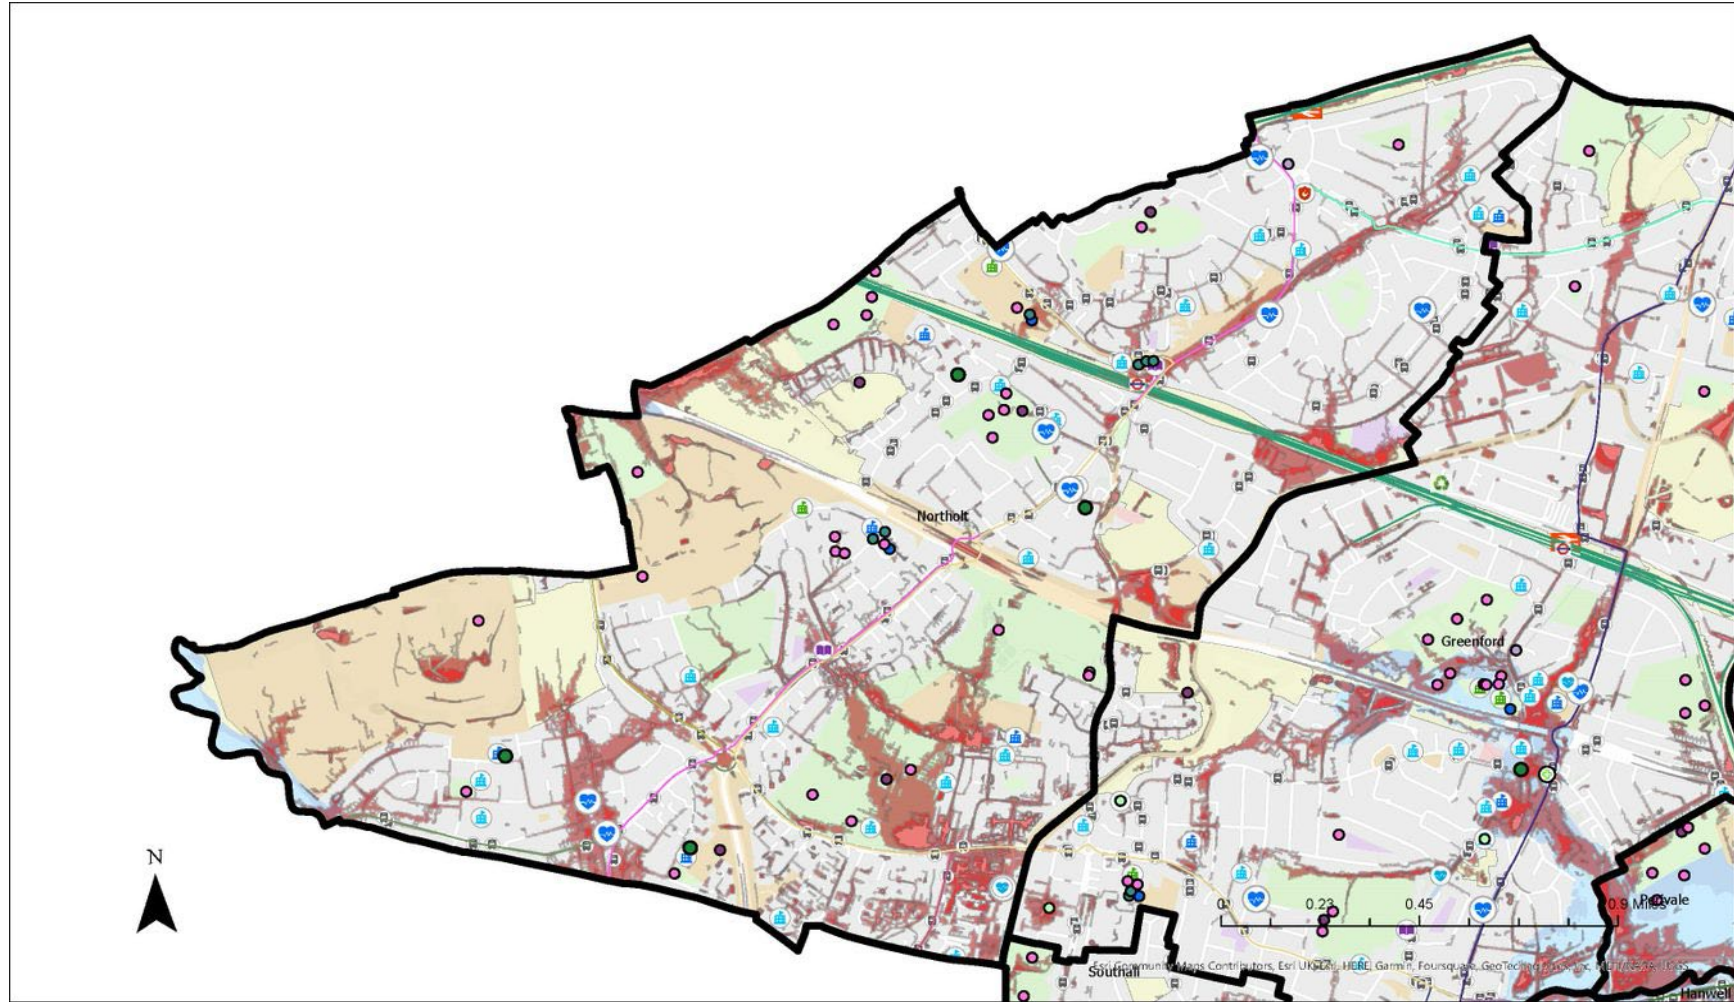 Northolt
Greenford
N
0 0.23 0.45 0.9 Miles
Perivale
Southall
Esri Community Maps Contributors, Esri UK, Esri, HERE, Garmin, Foursquare, GeoTechnologies, Inc, METI/NASA, USGS
Hanwell